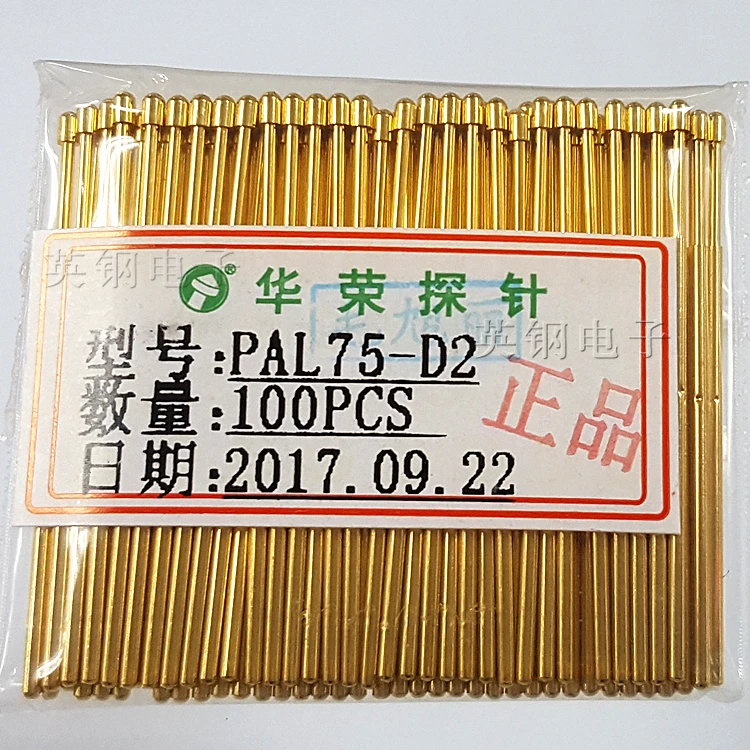 华荣探针
型号:PAL75-D2
数量:100PCS
日期:2017.09.22
正品
英钢电子
英钢电子